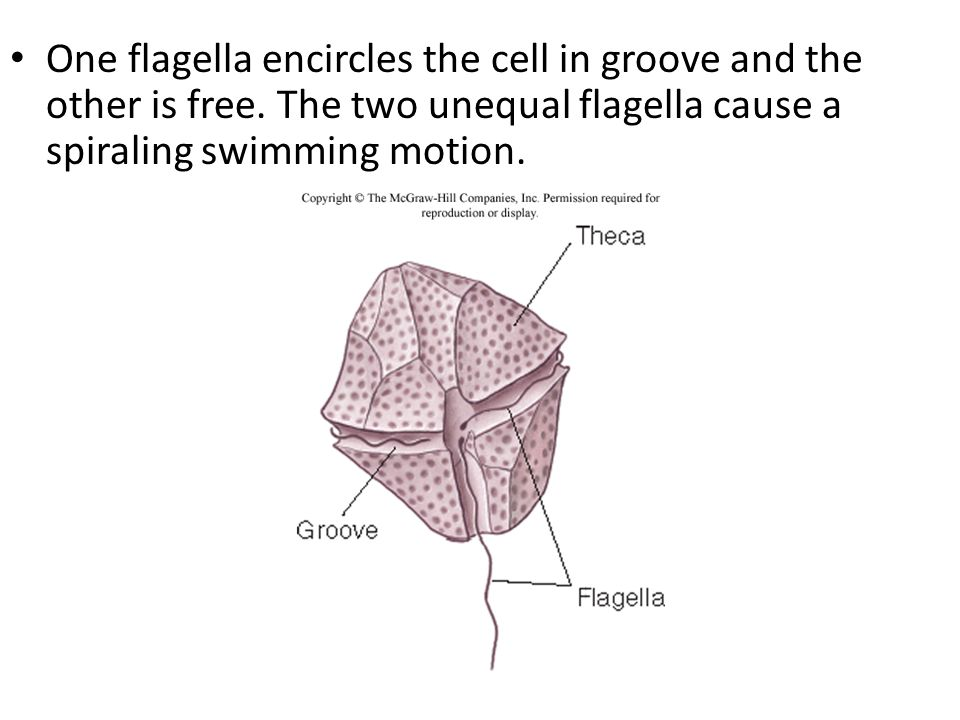 • One flagella encircles the cell in groove and the
other is free. The two unequal flagella cause a
spiraling swimming motion.
Copyright © The McGraw-Hill Companies, Inc. Permission required for
reproduction or display.
Theca
Groove
Flagella